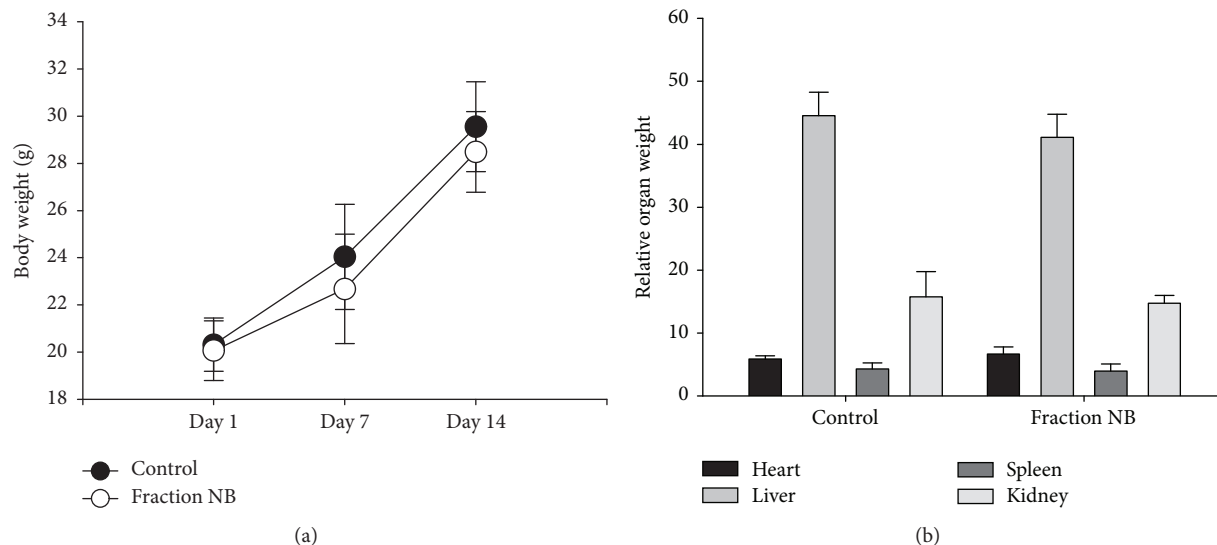 34
32
30
28
26
24
22
20
18
Body weight (g)
Day 1
Day 7
Day 14
Control
Fraction NB
(a)
60
50
40
30
20
10
0
Relative organ weight
Control
Fraction NB
Heart
Liver
Spleen
Kidney
(b)